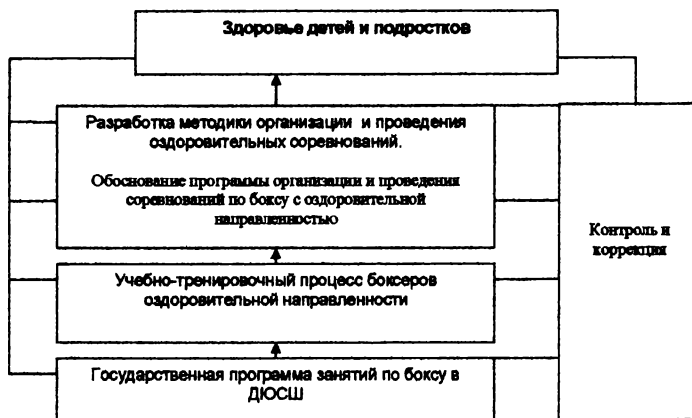 Здоровье детей и подростков
Разработка методики организации и проведения
оздоровительных соревнований.
Обоснование программы организации и проведения
соревнований по боксу с оздоровительной
направленностью
Контроль и
коррекция
Учебно-тренировочный процесс боксеров
оздоровительной направленности
Государственная программа занятий по боксу в
ДЮСШ